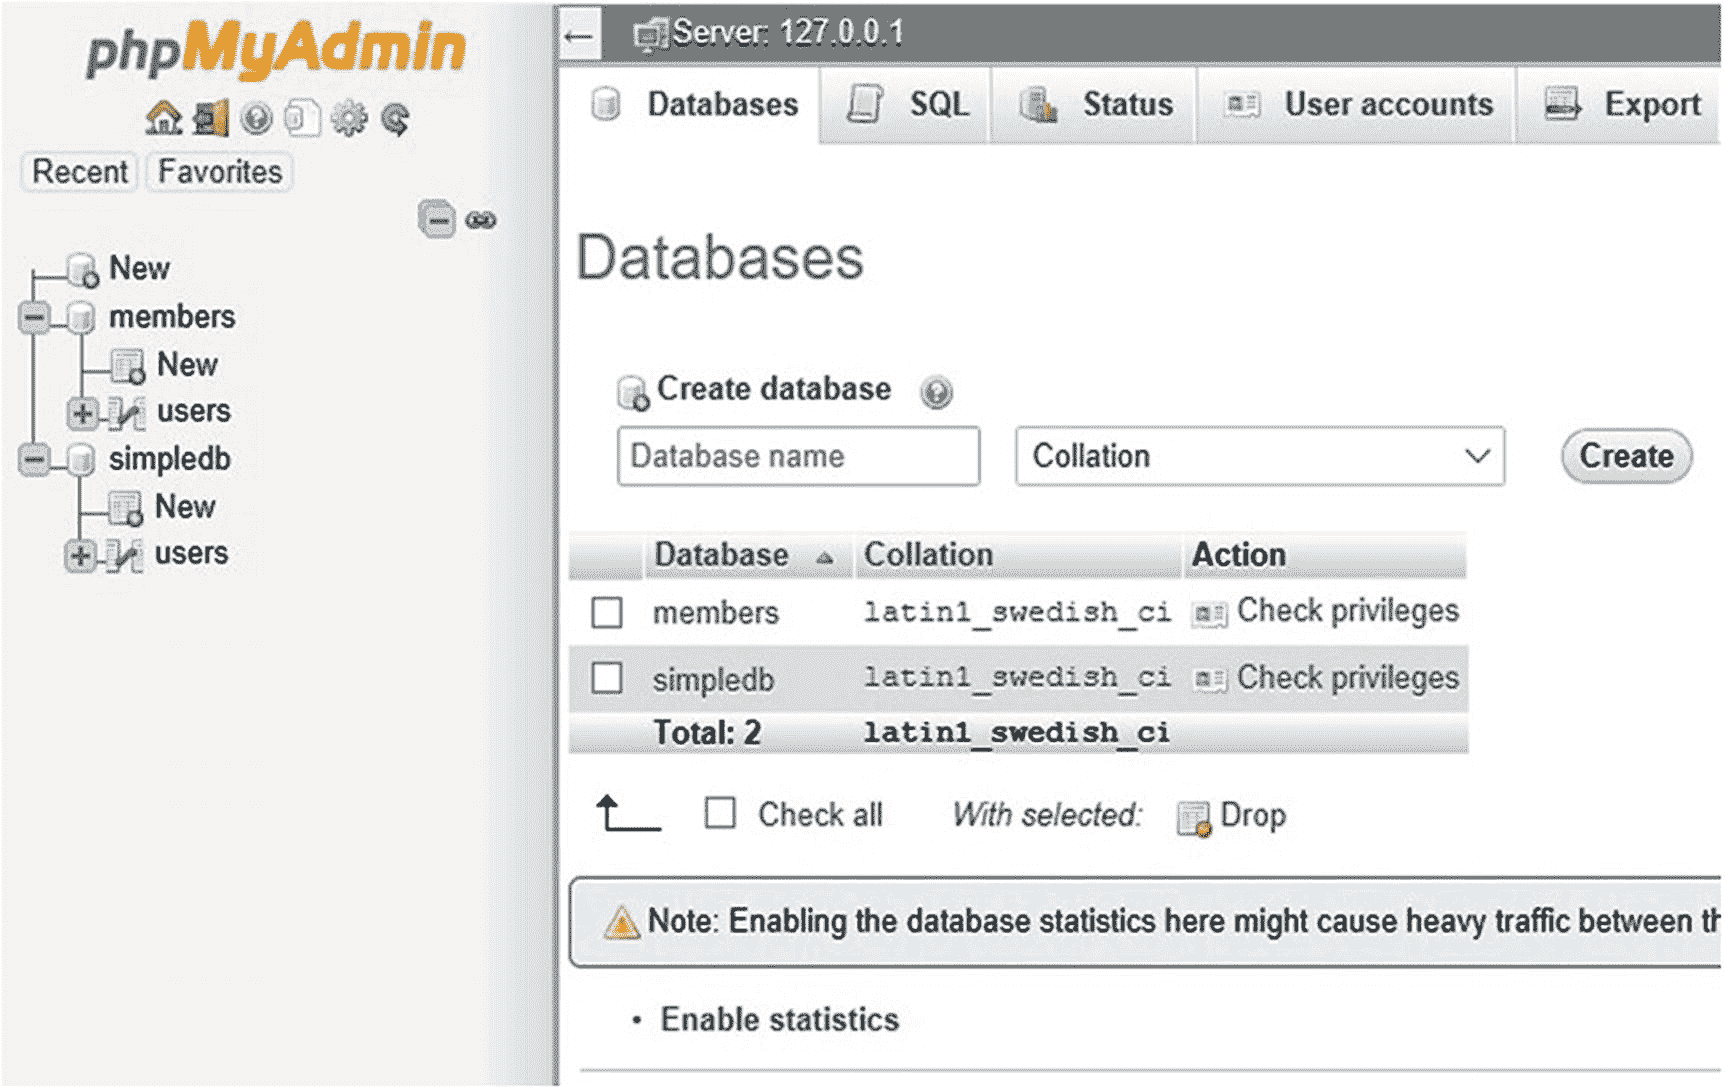 phpMyAdmin
Recent Favorites
New
members
New
users
simpledb
New
users
Server: 127.0.0.1
Databases SQL Status User accounts Export
Databases
Create database
Database name Collation Create
Database Collation Action
members latin1_swedish_ci Check privileges
simpledb latin1_swedish_ci Check privileges
Total: 2 latin1_swedish_ci
Check all With selected: Drop
Note: Enabling the database statistics here might cause heavy traffic between th
• Enable statistics